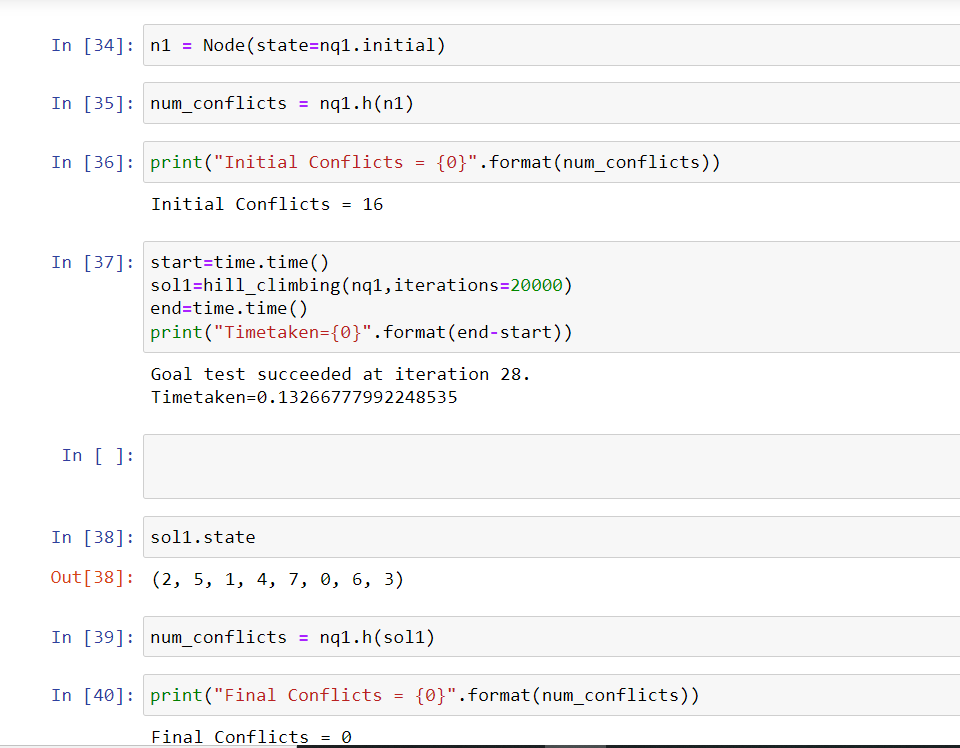 In [34]: n1 = Node(state=nq1.initial)
In [35]: num_conflicts = nq1.h(n1)
In [36]: print("Initial Conflicts = {0}".format(num_conflicts))
Initial Conflicts = 16
In [37]: start=time.time()
sol1=hill_climbing(nq1,iterations=20000)
end=time.time()
print("Timetaken={0}".format(end-start))
Goal test succeeded at iteration 28.
Timetaken=0.13266777992248535
In [ ]:
In [38]: sol1.state
Out[38]: (2, 5, 1, 4, 7, 0, 6, 3)
In [39]: num_conflicts = nq1.h(sol1)
In [40]: print("Final Conflicts = {0}".format(num_conflicts))
Final Conflicts = 0